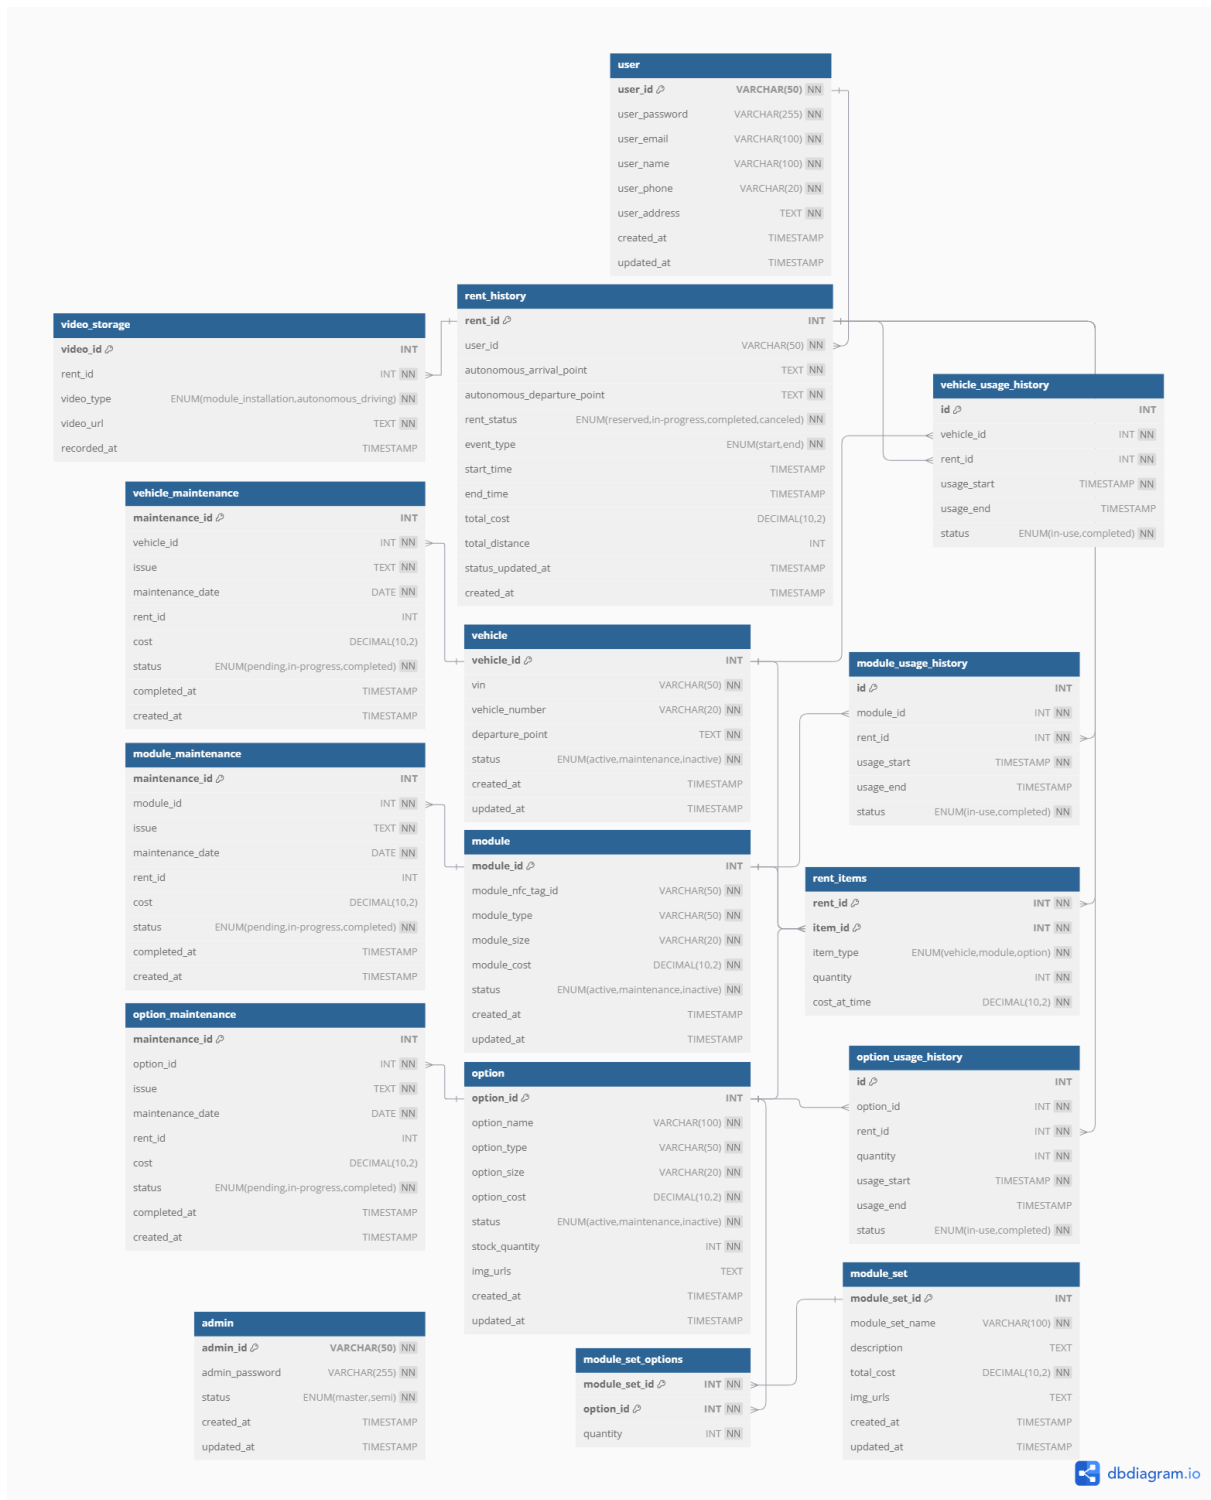 user
user_id VARCHAR(50) NN
user_password VARCHAR(255) NN
user_email VARCHAR(100) NN
user_name VARCHAR(100) NN
user_phone VARCHAR(20) NN
user_address TEXT NN
created_at TIMESTAMP
updated_at TIMESTAMP
rent_history
rent_id INT
user_id VARCHAR(50) NN
autonomous_arrival_point TEXT NN
autonomous_departure_point TEXT NN
rent_status ENUM(reserved,in-progress,completed,canceled) NN
event_type ENUM(start,end) NN
start_time TIMESTAMP
end_time TIMESTAMP
total_cost DECIMAL(10,2)
total_distance INT
status_updated_at TIMESTAMP
created_at TIMESTAMP
video_storage
video_id INT
rent_id INT NN
video_type ENUM(module_installation,autonomous_driving) NN
video_url TEXT NN
recorded_at TIMESTAMP
vehicle_usage_history
id INT
vehicle_id INT NN
rent_id INT NN
usage_start TIMESTAMP NN
usage_end TIMESTAMP
status ENUM(in-use,completed) NN
vehicle_maintenance
maintenance_id INT
vehicle_id INT NN
issue TEXT NN
maintenance_date DATE NN
rent_id INT
cost DECIMAL(10,2)
status ENUM(pending,in-progress,completed) NN
completed_at TIMESTAMP
created_at TIMESTAMP
vehicle
vehicle_id INT
vin VARCHAR(50) NN
vehicle_number VARCHAR(20) NN
departure_point TEXT NN
status ENUM(active,maintenance,inactive) NN
created_at TIMESTAMP
updated_at TIMESTAMP
module_usage_history
id INT
module_id INT NN
rent_id INT NN
usage_start TIMESTAMP NN
usage_end TIMESTAMP
status ENUM(in-use,completed) NN
module_maintenance
maintenance_id INT
module_id INT NN
issue TEXT NN
maintenance_date DATE NN
rent_id INT
cost DECIMAL(10,2)
status ENUM(pending,in-progress,completed) NN
completed_at TIMESTAMP
created_at TIMESTAMP
module
module_id INT
module_nfc_tag_id VARCHAR(50) NN
module_type VARCHAR(50) NN
module_size VARCHAR(20) NN
module_cost DECIMAL(10,2) NN
status ENUM(active,maintenance,inactive) NN
created_at TIMESTAMP
updated_at TIMESTAMP
rent_items
rent_id INT NN
item_id INT NN
item_type ENUM(vehicle,module,option) NN
quantity INT NN
cost_at_time DECIMAL(10,2) NN
option_maintenance
maintenance_id INT
option_id INT NN
issue TEXT NN
maintenance_date DATE NN
rent_id INT
cost DECIMAL(10,2)
status ENUM(pending,in-progress,completed) NN
completed_at TIMESTAMP
created_at TIMESTAMP
option
option_id INT
option_name VARCHAR(100) NN
option_type VARCHAR(50) NN
option_size VARCHAR(20) NN
option_cost DECIMAL(10,2) NN
status ENUM(active,maintenance,inactive) NN
stock_quantity INT NN
img_urls TEXT
created_at TIMESTAMP
updated_at TIMESTAMP
option_usage_history
id INT
option_id INT NN
rent_id INT NN
quantity INT NN
usage_start TIMESTAMP NN
usage_end TIMESTAMP
status ENUM(in-use,completed) NN
admin
admin_id VARCHAR(50) NN
admin_password VARCHAR(255) NN
status ENUM(master,semi) NN
created_at TIMESTAMP
updated_at TIMESTAMP
module_set_options
module_set_id INT NN
option_id INT NN
quantity INT NN
module_set
module_set_id INT
module_set_name VARCHAR(100) NN
description TEXT
total_cost DECIMAL(10,2) NN
img_urls TEXT
created_at TIMESTAMP
updated_at TIMESTAMP
dbdiagram.io